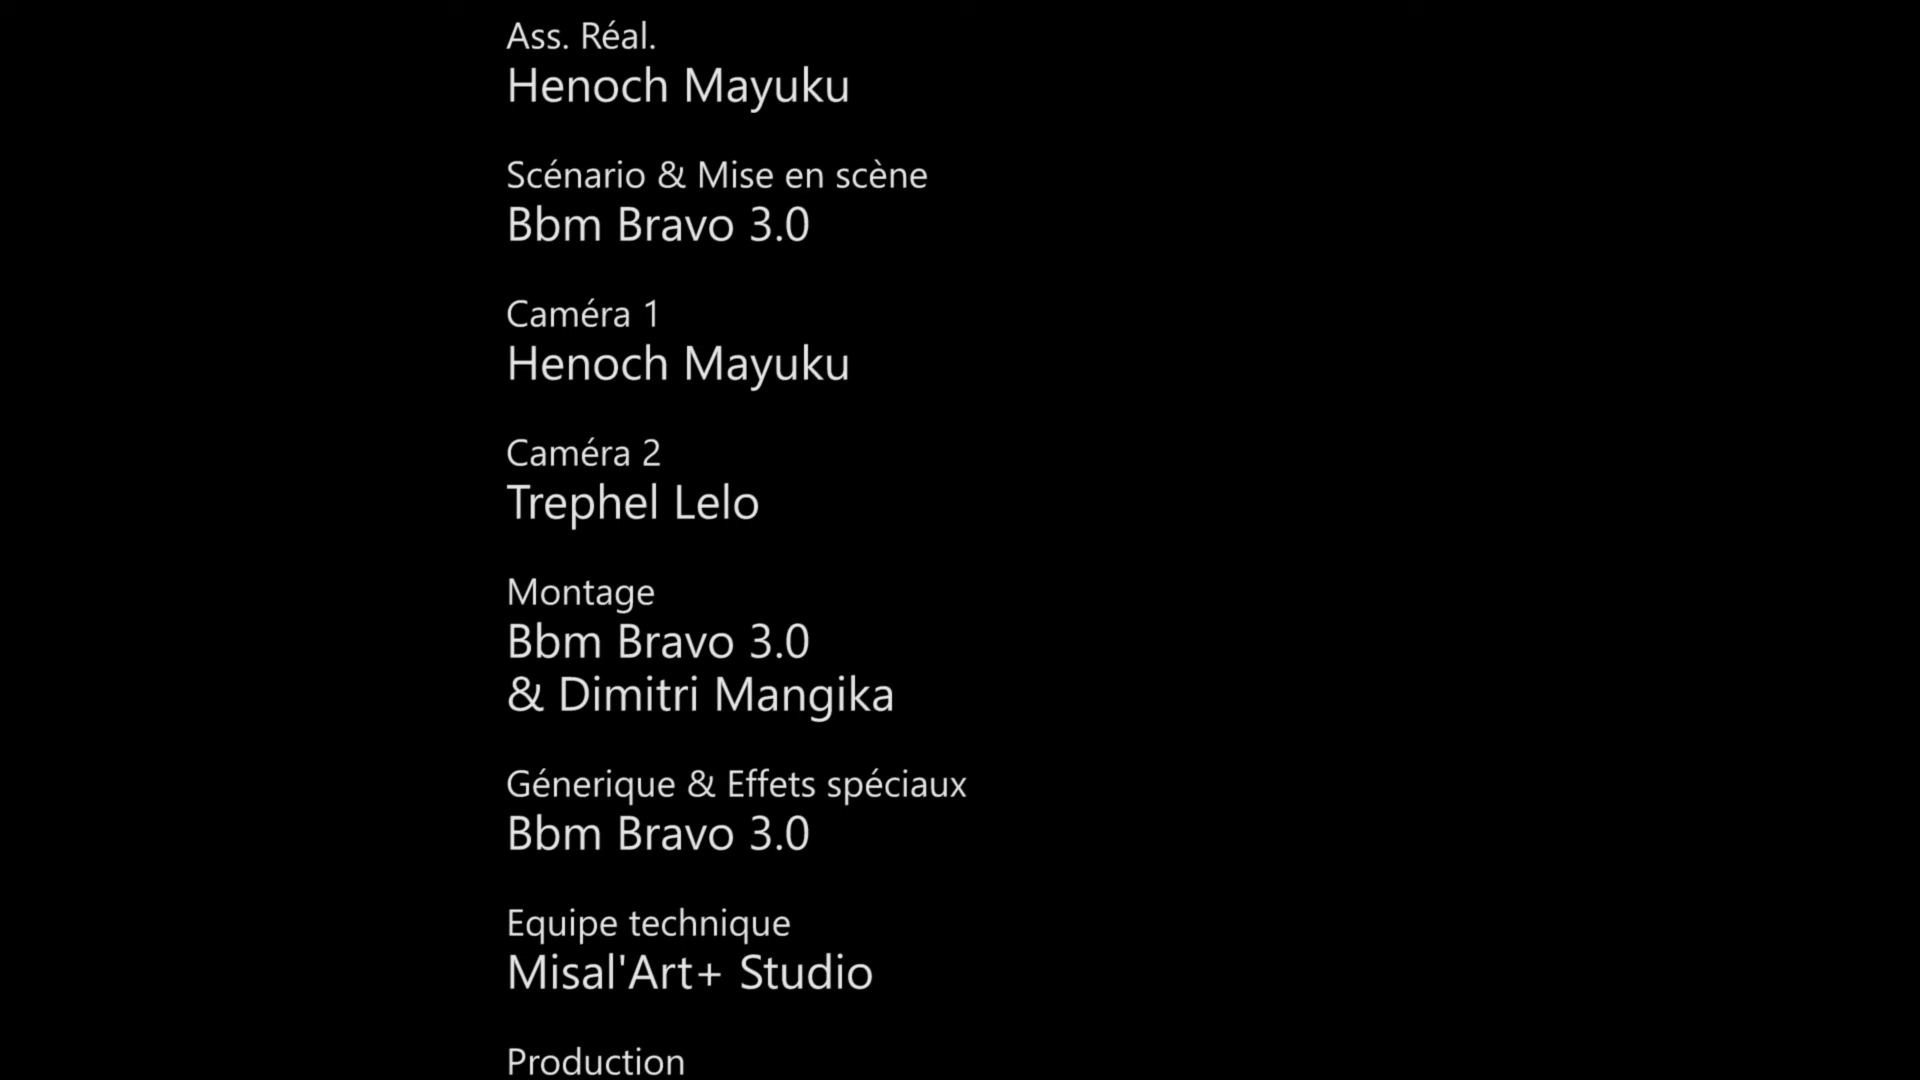 Ass. Réal.
Henoch Mayuku
Scénario & Mise en scène
Bbm Bravo 3.0
Caméra 1
Henoch Mayuku
Caméra 2
Trephel Lelo
Montage
Bbm Bravo 3.0
& Dimitri Mangika
Génerique & Effets spéciaux
Bbm Bravo 3.0
Equipe technique
Misal'Art+ Studio
Production